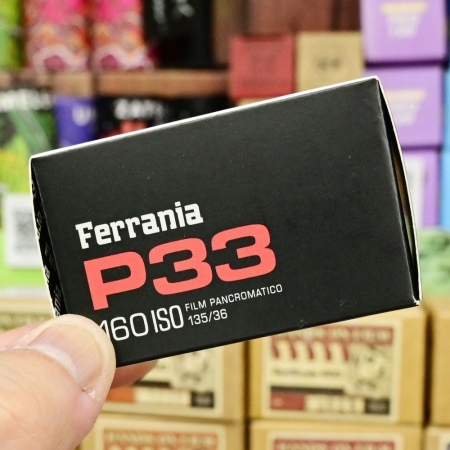 Ferrania
P33
160 ISO FILM PANCROMATICO
135/36